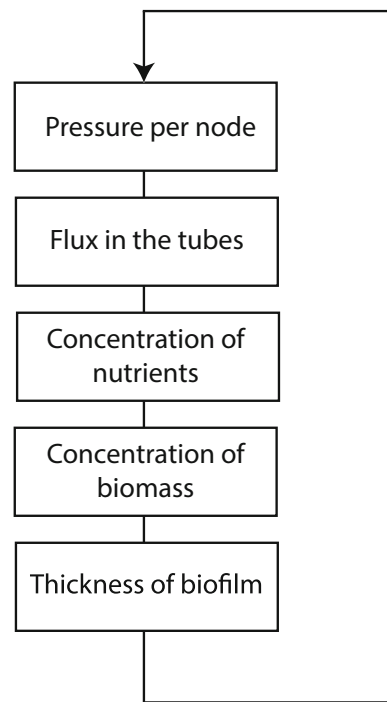 Pressure per node
Flux in the tubes
Concentration of
nutrients
Concentration of
biomass
Thickness of biofilm